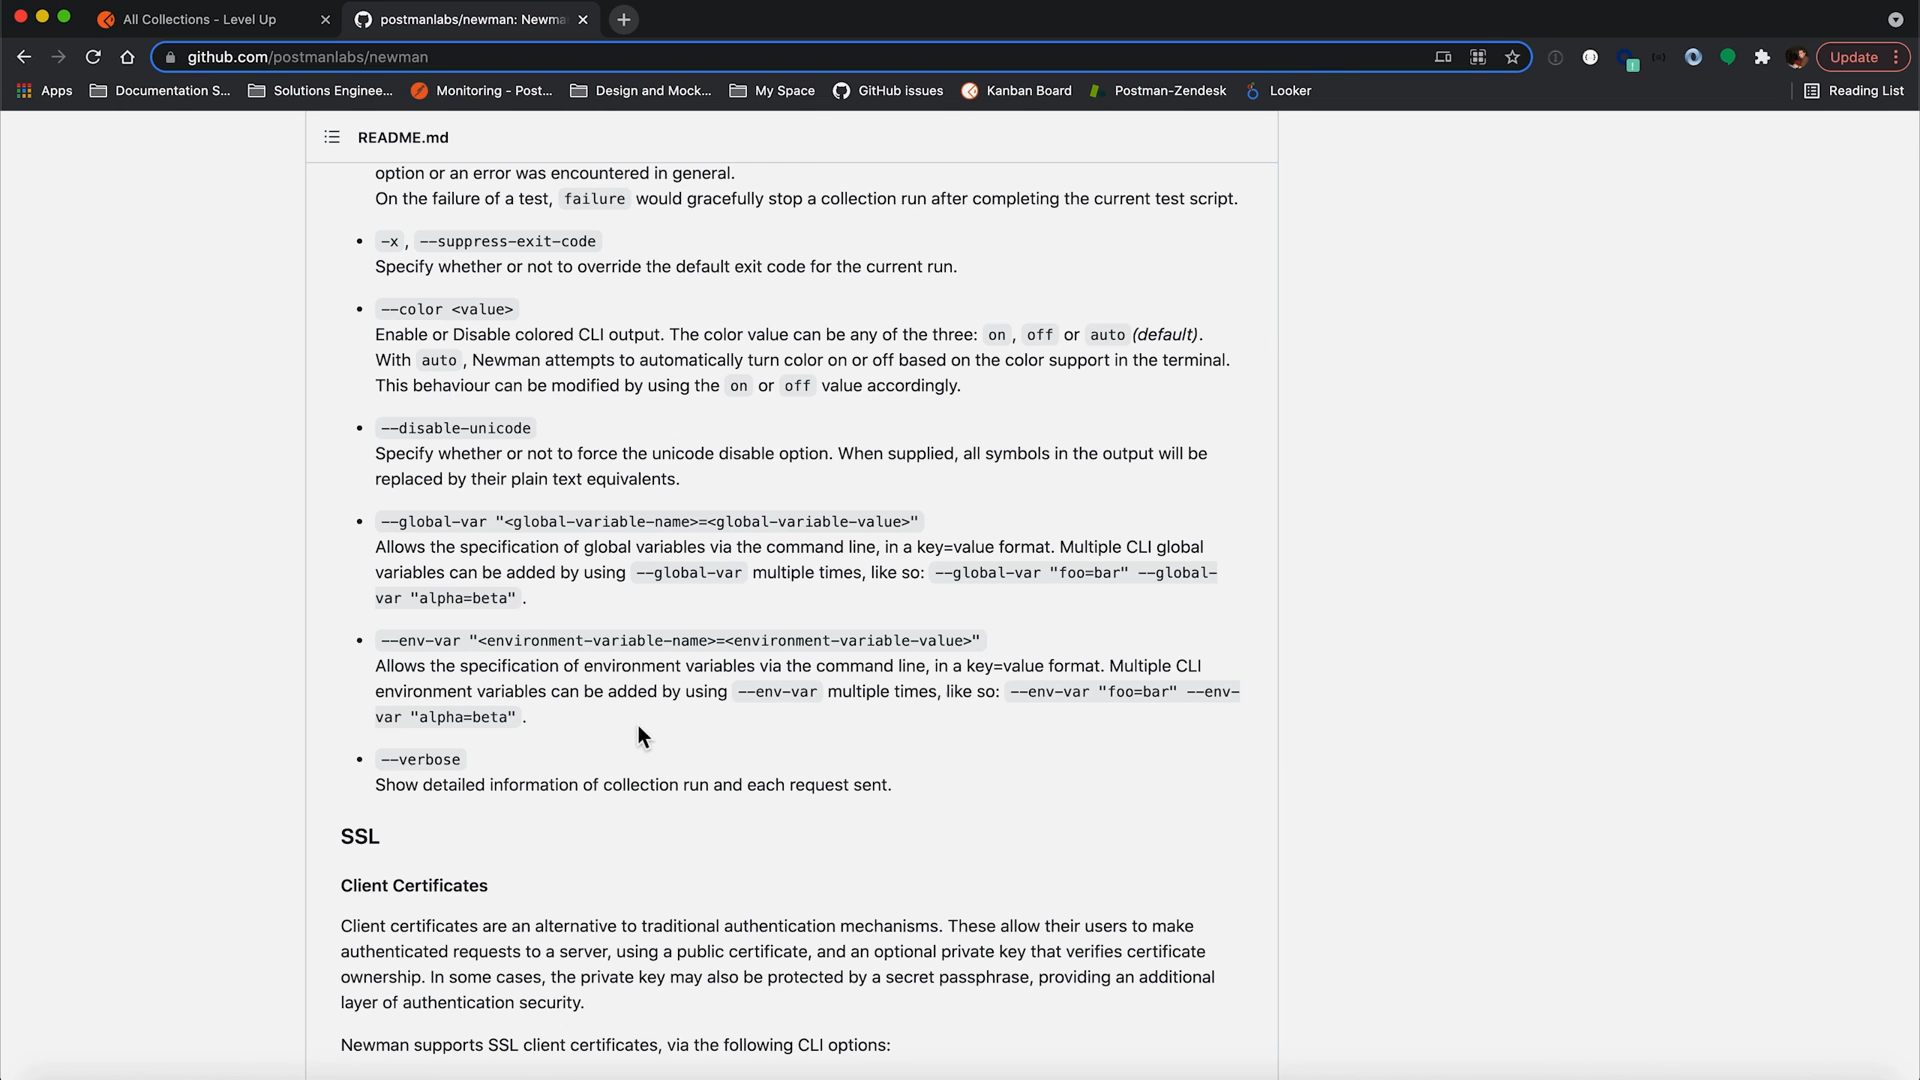 All Collections - Level Up
postmanlabs/newman: Newma
github.com/postmanlabs/newman
Update
Apps
Documentation S...
Solutions Enginee...
Monitoring - Post...
Design and Mock...
My Space
GitHub issues
Kanban Board
Postman-Zendesk
Looker
Reading List
README.md
option or an error was encountered in general.
On the failure of a test, failure would gracefully stop a collection run after completing the current test script.
• -x , --suppress-exit-code
Specify whether or not to override the default exit code for the current run.
• --color <value>
Enable or Disable colored CLI output. The color value can be any of the three: on , off or auto (default).
With auto , Newman attempts to automatically turn color on or off based on the color support in the terminal.
This behaviour can be modified by using the on or off value accordingly.
• --disable-unicode
Specify whether or not to force the unicode disable option. When supplied, all symbols in the output will be
replaced by their plain text equivalents.
• --global-var "<global-variable-name>=<global-variable-value>"
Allows the specification of global variables via the command line, in a key=value format. Multiple CLI global
variables can be added by using --global-var multiple times, like so: --global-var "foo=bar" --global-
var "alpha=beta" .
• --env-var "<environment-variable-name>=<environment-variable-value>"
Allows the specification of environment variables via the command line, in a key=value format. Multiple CLI
environment variables can be added by using --env-var multiple times, like so: --env-var "foo=bar" --env-
var "alpha=beta" .
• --verbose
Show detailed information of collection run and each request sent.
SSL
Client Certificates
Client certificates are an alternative to traditional authentication mechanisms. These allow their users to make
authenticated requests to a server, using a public certificate, and an optional private key that verifies certificate
ownership. In some cases, the private key may also be protected by a secret passphrase, providing an additional
layer of authentication security.
Newman supports SSL client certificates, via the following CLI options: